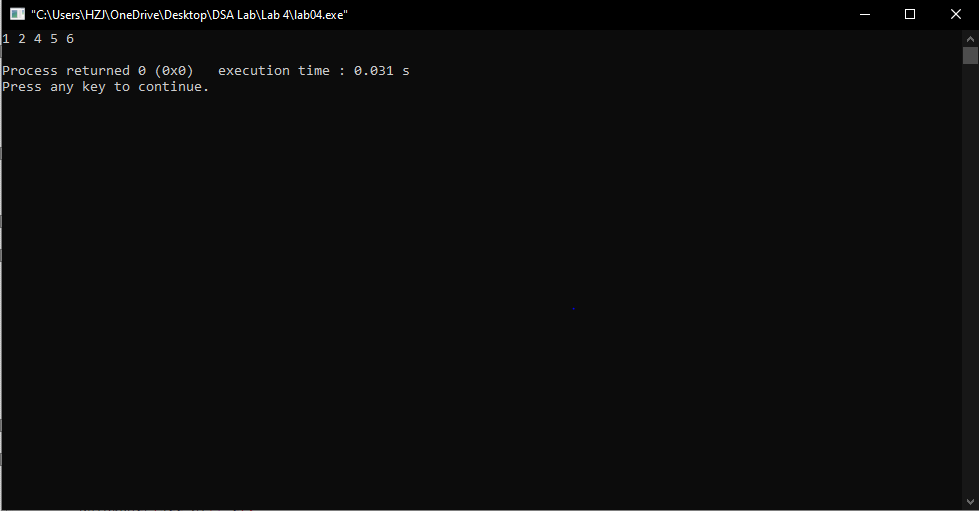 "C:\Users\HZJ\OneDrive\Desktop\DSA Lab\Lab 4\lab04.exe"
1 2 4 5 6
Process returned 0 (0x0)   execution time : 0.031 s
Press any key to continue.